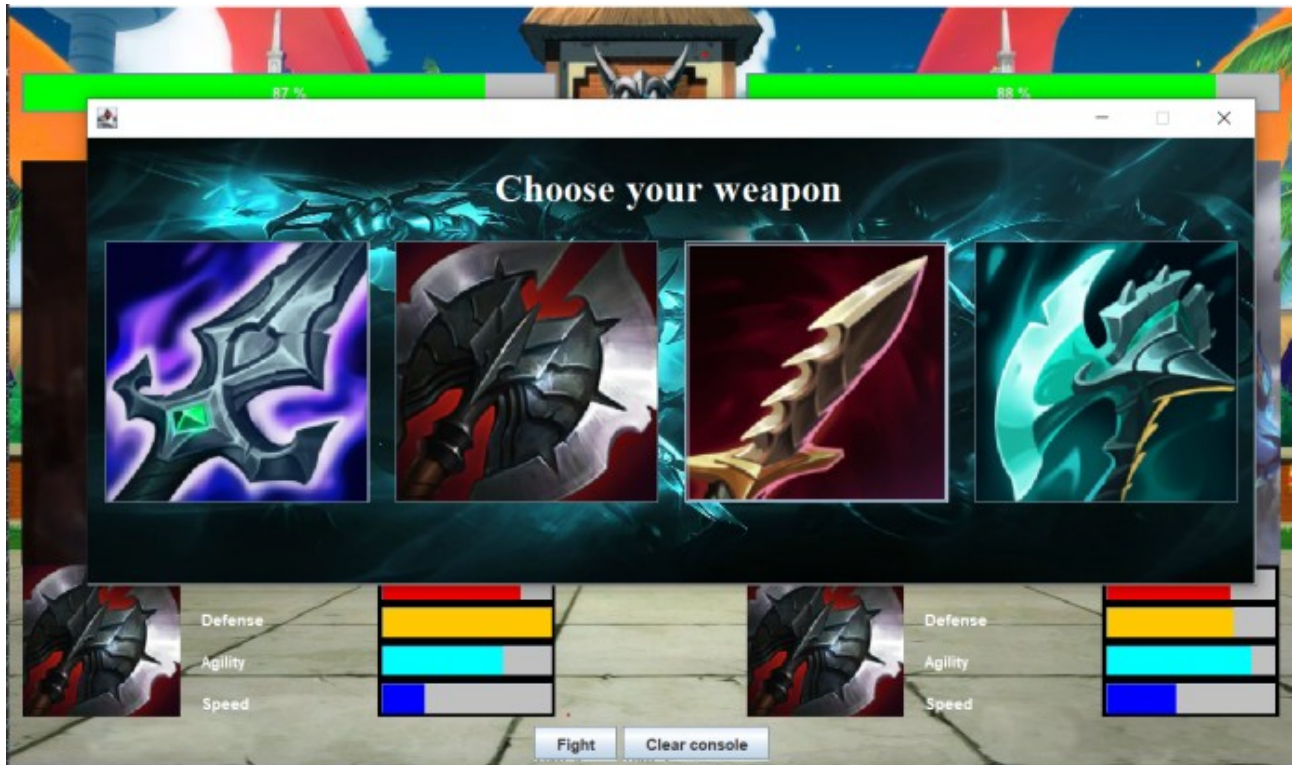 87 %
88 %
Choose your weapon
Defense
Defense
Agility
Agility
Speed
Speed
Fight
Clear console